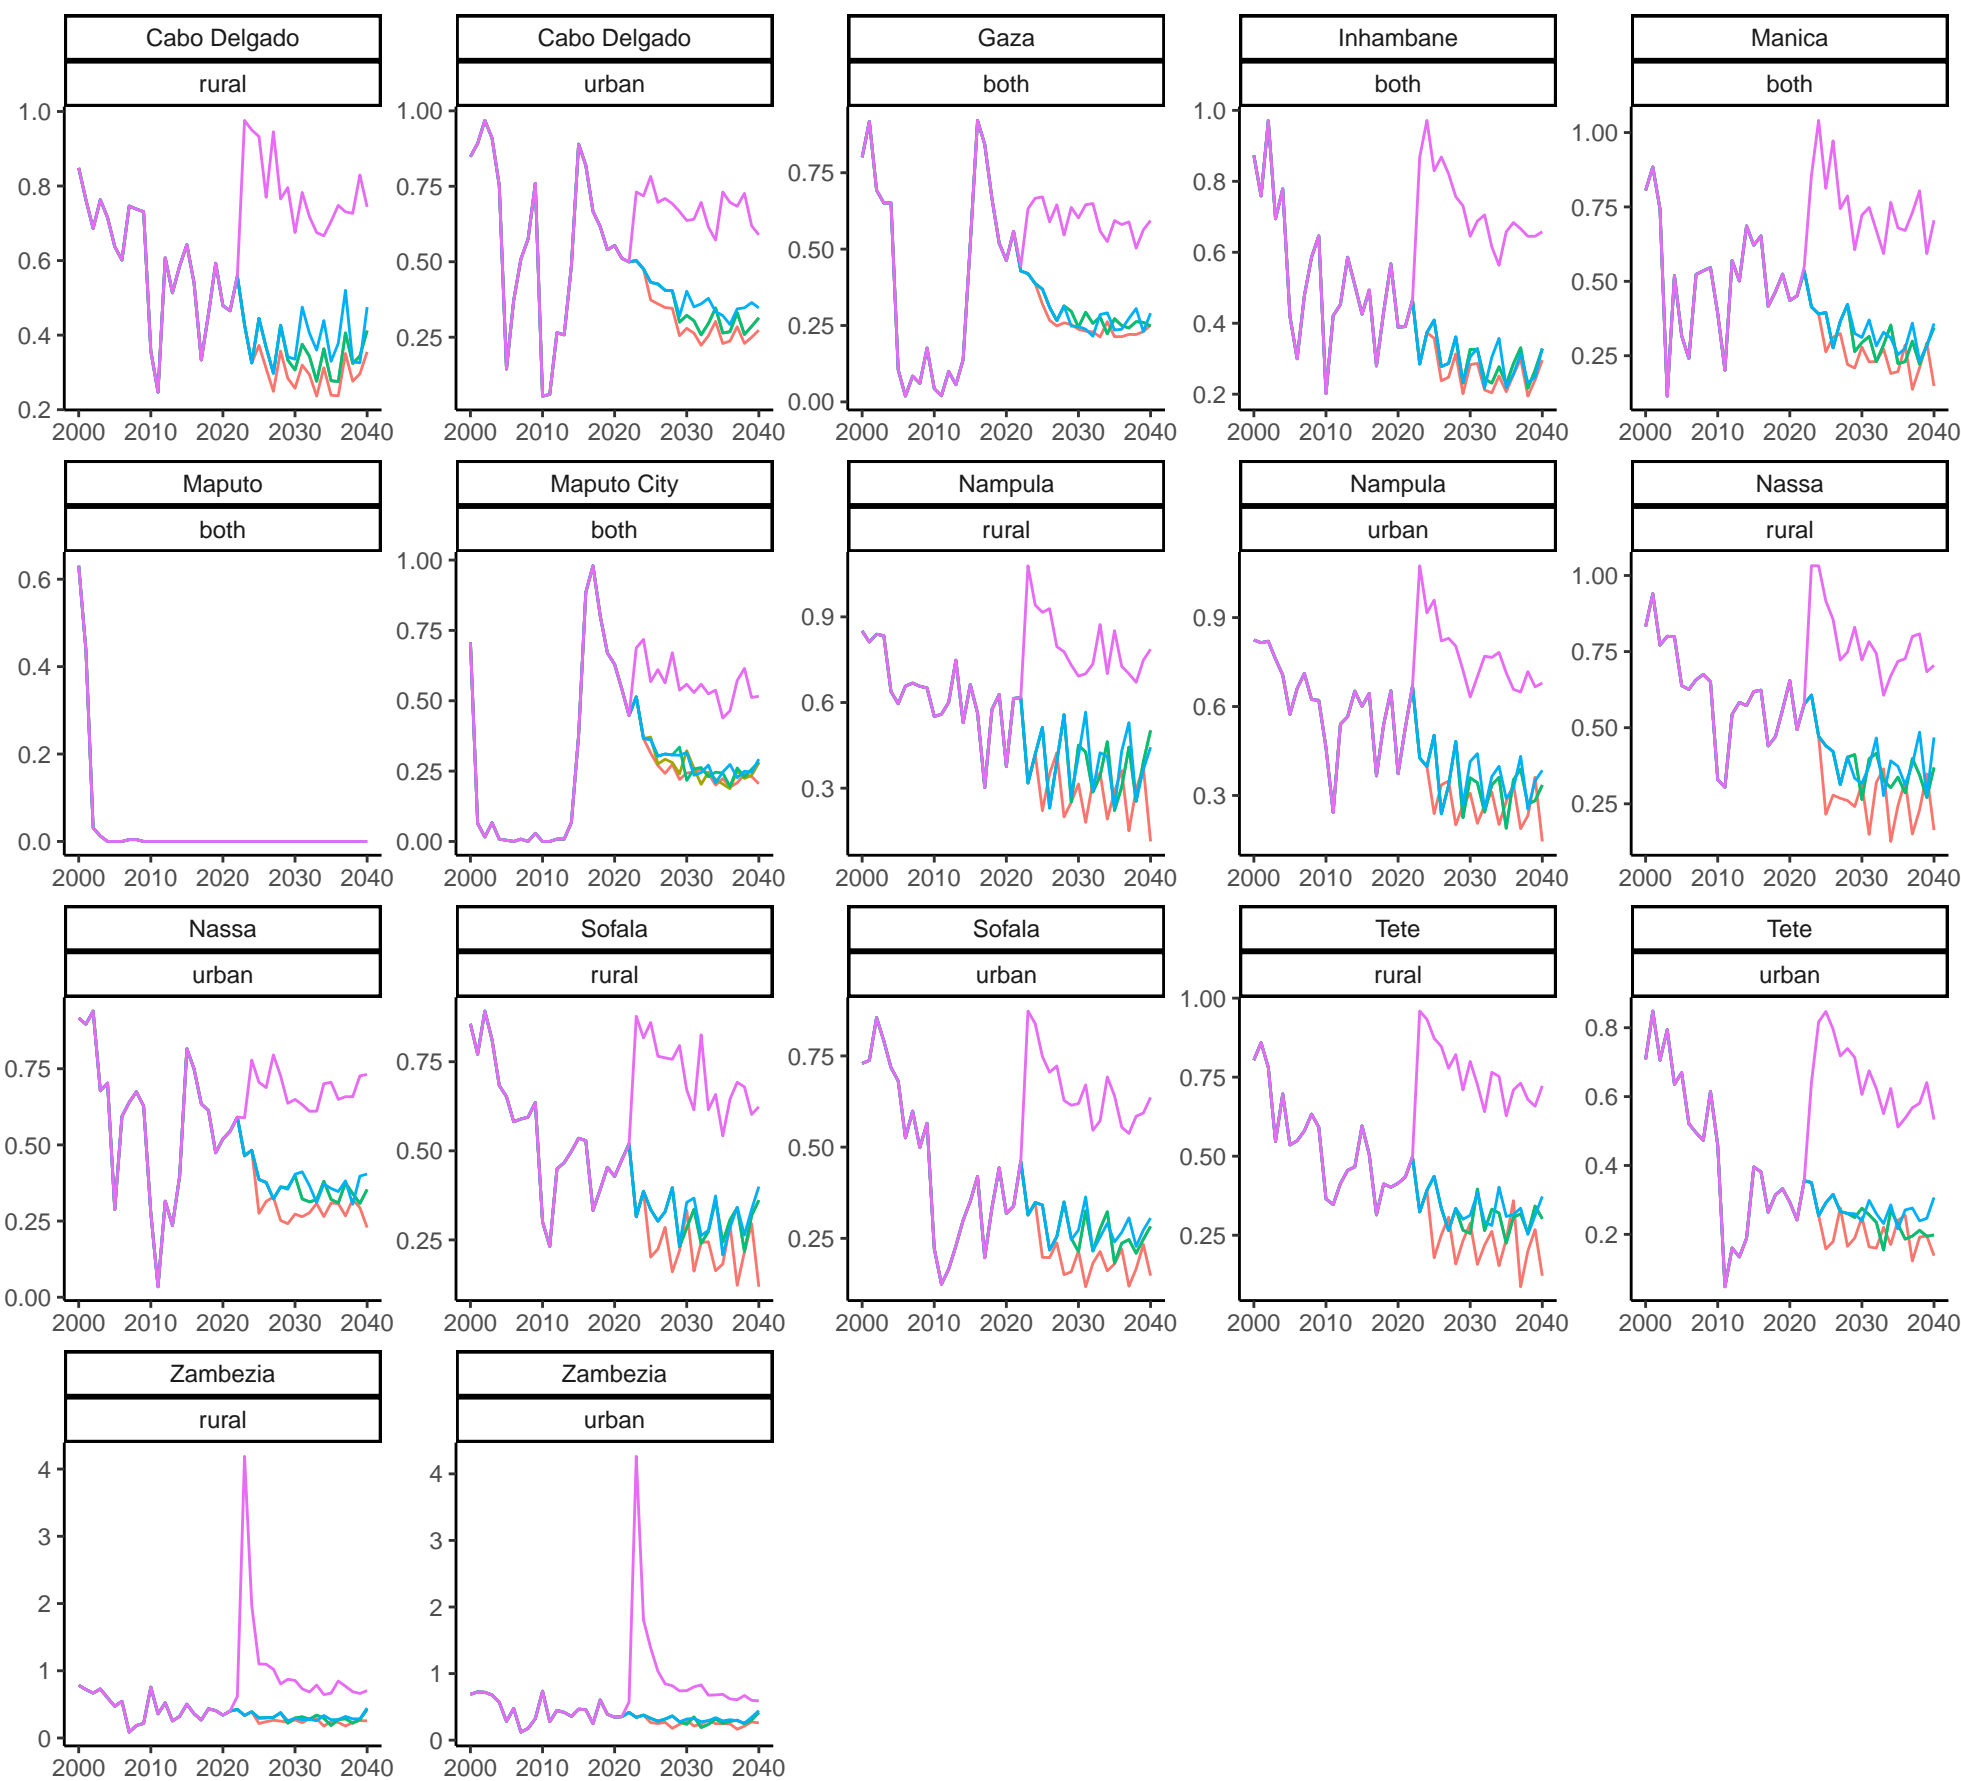 Cabo Delgado Cabo Delgado Gaza Inhambane Manica
rural urban both both both
1.0 0.8 0.6 0.4 0.2
1.00 0.75 0.50 0.25
0.75 0.50 0.25 0.00
1.0 0.8 0.6 0.4 0.2
1.00 0.75 0.50 0.25
2000 2010 2020 2030 2040 2000 2010 2020 2030 2040 2000 2010 2020 2030 2040 2000 2010 2020 2030 2040 2000 2010 2020 2030 2040
Maputo Maputo City Nampula Nampula Nassa
both both rural urban rural
0.6 0.4 0.2 0.0
1.00 0.75 0.50 0.25 0.00
0.9 0.6 0.3
0.9 0.6 0.3
1.00 0.75 0.50 0.25
2000 2010 2020 2030 2040 2000 2010 2020 2030 2040 2000 2010 2020 2030 2040 2000 2010 2020 2030 2040 2000 2010 2020 2030 2040
Nassa Sofala Sofala Tete Tete
urban rural urban rural urban
0.75 0.50 0.25 0.00
0.75 0.50 0.25
0.75 0.50 0.25
1.00 0.75 0.50 0.25
0.8 0.6 0.4 0.2
2000 2010 2020 2030 2040 2000 2010 2020 2030 2040 2000 2010 2020 2030 2040 2000 2010 2020 2030 2040 2000 2010 2020 2030 2040
Zambezia Zambezia
rural urban
4 3 2 1 0
4 3 2 1 0
2000 2010 2020 2030 2040 2000 2010 2020 2030 2040